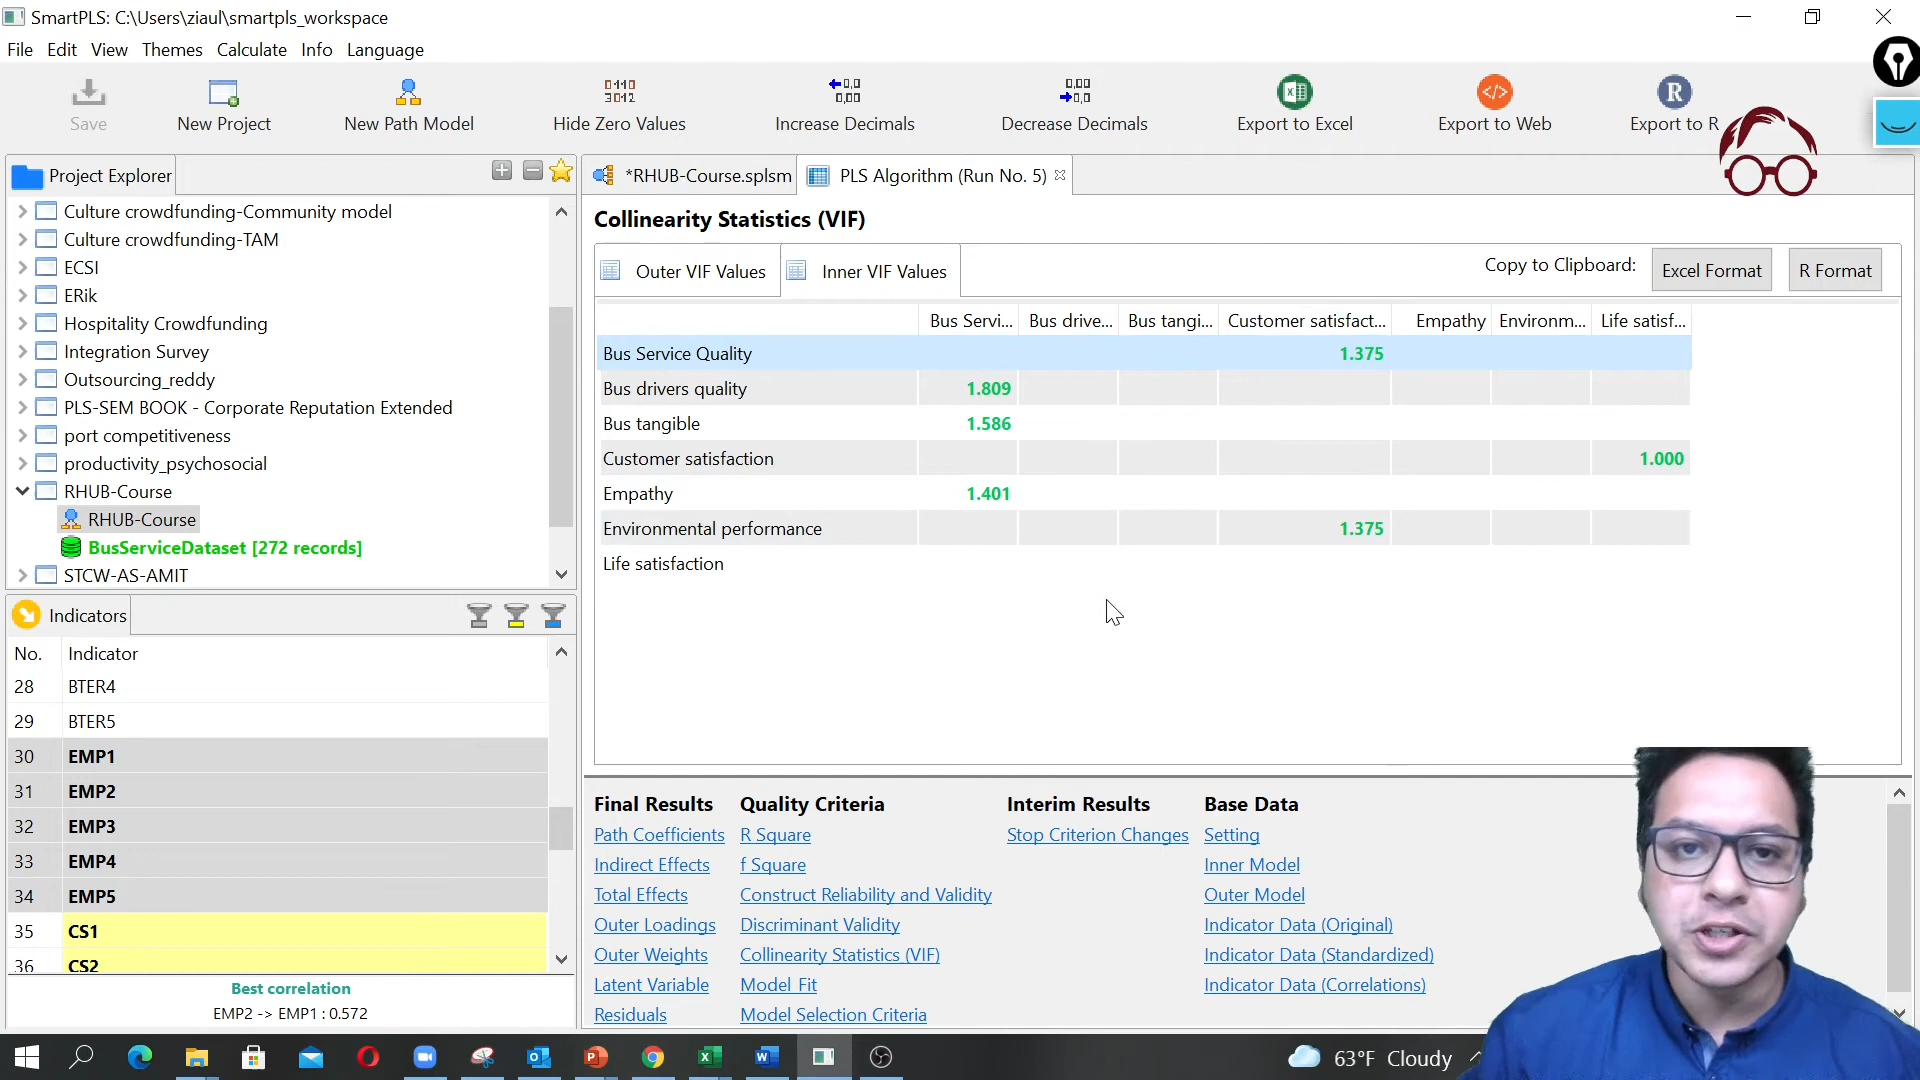 SmartPLS: C:\Users\ziaul\smartpls_workspace
File Edit View Themes Calculate Info Language
Save New Project New Path Model Hide Zero Values Increase Decimals Decrease Decimals Export to Excel Export to Web Export to R
Project Explorer
Culture crowdfunding-Community model
Culture crowdfunding-TAM
ECSI
ERik
Hospitality Crowdfunding
Integration Survey
Outsourcing_reddy
PLS-SEM BOOK - Corporate Reputation Extended
port competitiveness
productivity_psychosocial
RHUB-Course
RHUB-Course
BusServiceDataset [272 records]
STCW-AS-AMIT
Indicators
No. Indicator
28 BTER4
29 BTER5
30 EMP1
31 EMP2
32 EMP3
33 EMP4
34 EMP5
35 CS1
36 CS2
Best correlation
EMP2 -> EMP1 : 0.572
*RHUB-Course.splsm PLS Algorithm (Run No. 5)
Collinearity Statistics (VIF)
Outer VIF Values Inner VIF Values Copy to Clipboard: Excel Format R Format
Bus Servi... Bus drive... Bus tangi... Customer satisfact... Empathy Environm... Life satisf...
Bus Service Quality 1.375
Bus drivers quality 1.809
Bus tangible 1.586
Customer satisfaction 1.000
Empathy 1.401
Environmental performance 1.375
Life satisfaction
Final Results Quality Criteria Interim Results Base Data
Path Coefficients R Square Stop Criterion Changes Setting
Indirect Effects f Square Inner Model
Total Effects Construct Reliability and Validity Outer Model
Outer Loadings Discriminant Validity Indicator Data (Original)
Outer Weights Collinearity Statistics (VIF) Indicator Data (Standardized)
Latent Variable Model_Fit Indicator Data (Correlations)
Residuals Model Selection Criteria
63°F Cloudy